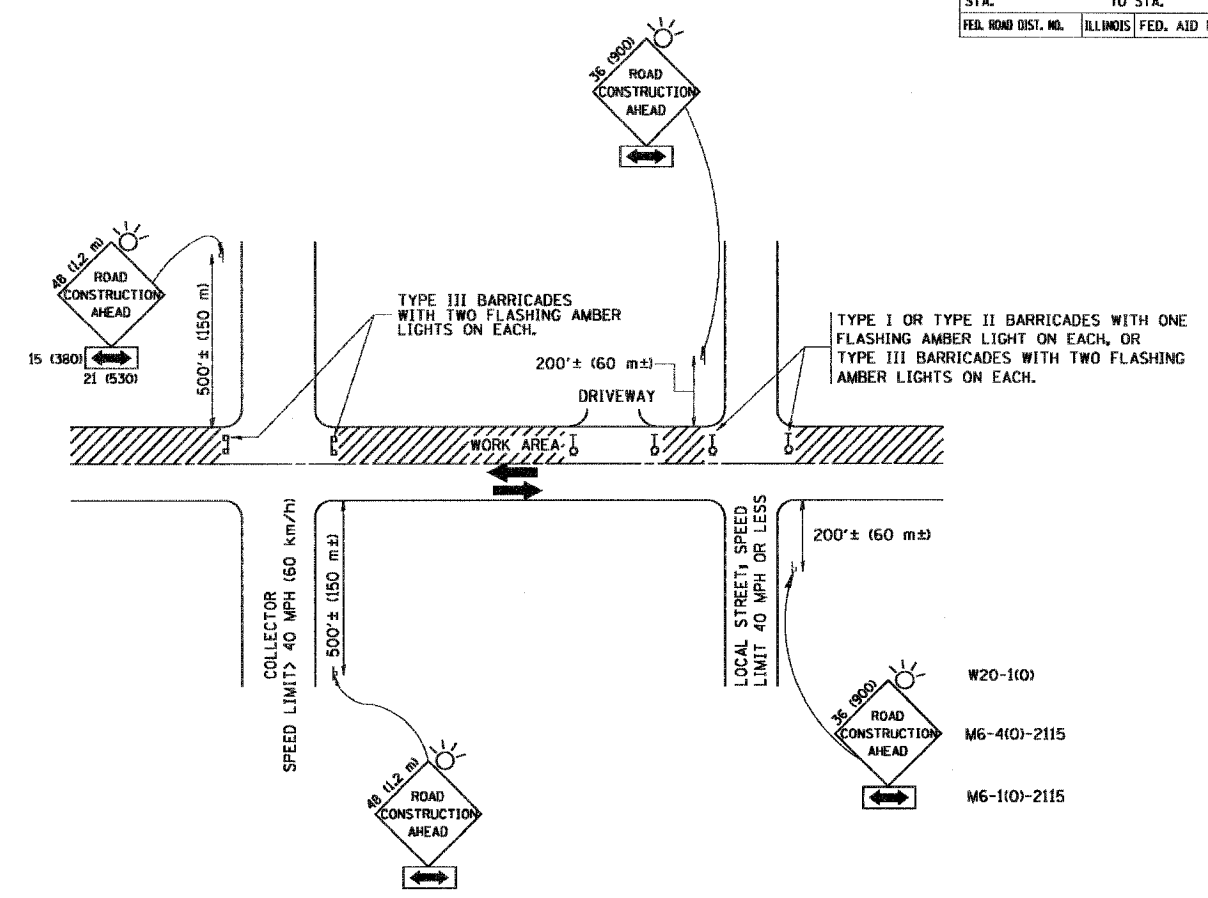 STA. TO STA.
FED. ROAD DIST. NO. ILLINOIS FED. AID
36 (900)
ROAD
CONSTRUCTION
AHEAD
48 (1.2 m)
ROAD
CONSTRUCTION
AHEAD
15 (380)
21 (530)
500'± (150 m)
TYPE III BARRICADES
WITH TWO FLASHING AMBER
LIGHTS ON EACH.
200'± (60 m±)
DRIVEWAY
TYPE I OR TYPE II BARRICADES WITH ONE
FLASHING AMBER LIGHT ON EACH, OR
TYPE III BARRICADES WITH TWO FLASHING
AMBER LIGHTS ON EACH.
WORK AREA
COLLECTOR
SPEED LIMIT> 40 MPH (60 km/h)
500'± (150 m±)
LOCAL STREET; SPEED
LIMIT 40 MPH OR LESS
200'± (60 m±)
48 (1.2 m)
ROAD
CONSTRUCTION
AHEAD
36 (900)
ROAD
CONSTRUCTION
AHEAD
W20-1(O)
M6-4(O)-2115
M6-1(O)-2115